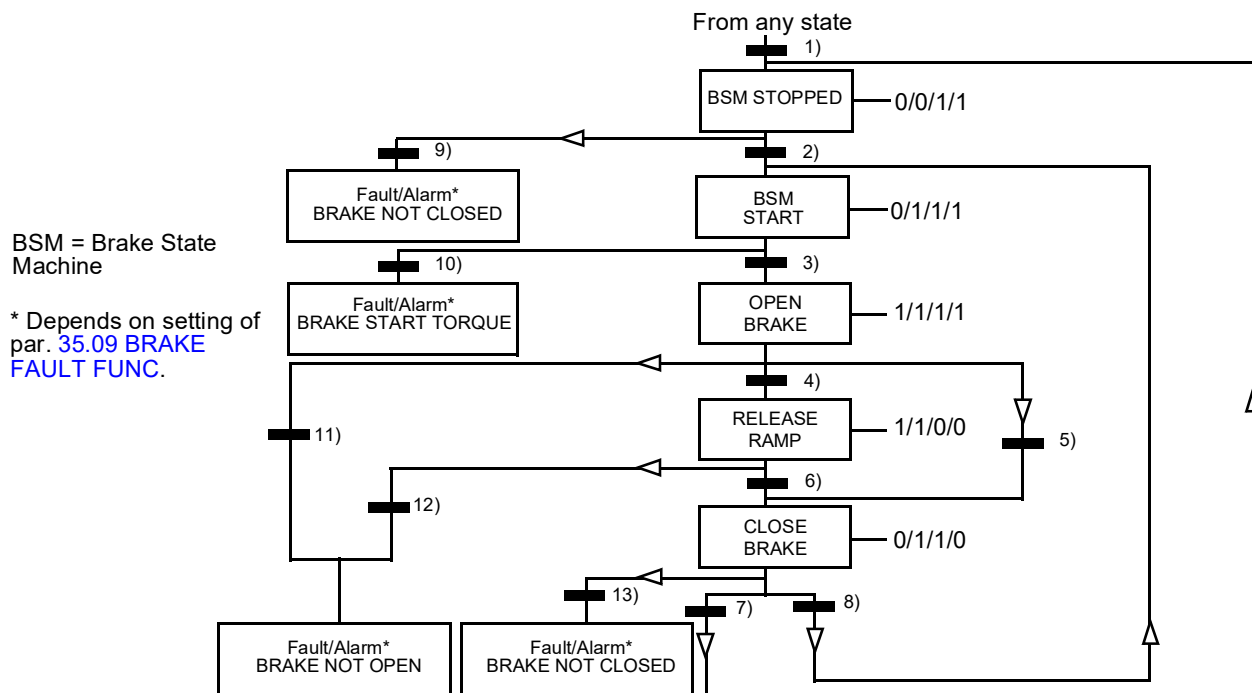 From any state
1)
BSM STOPPED
0/0/1/1
9)
2)
Fault/Alarm*
BRAKE NOT CLOSED
BSM
START
0/1/1/1
BSM = Brake State
Machine
10)
3)
* Depends on setting of
par. 35.09 BRAKE
FAULT FUNC.
Fault/Alarm*
BRAKE START TORQUE
OPEN
BRAKE
1/1/1/1
4)
11)
RELEASE
RAMP
1/1/0/0
5)
12)
6)
CLOSE
BRAKE
0/1/1/0
13)
7)
8)
Fault/Alarm*
BRAKE NOT OPEN
Fault/Alarm*
BRAKE NOT CLOSED